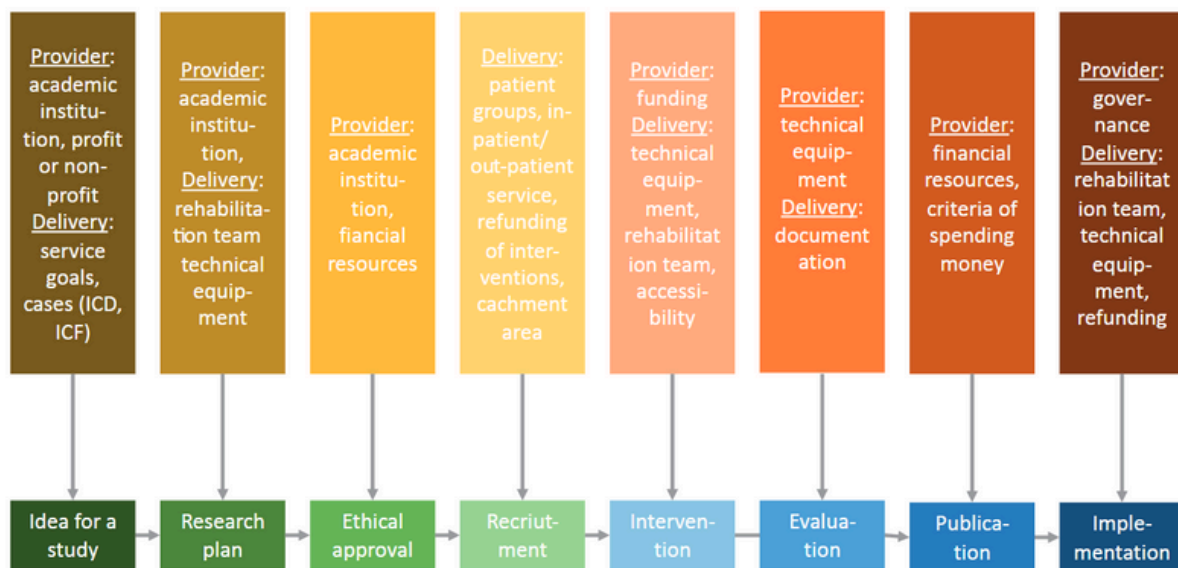 Provider:
academic
institution, profit
or non-
profit
Delivery:
service
goals,
cases (ICD,
ICF)
Provider:
academic
institu-
tion,
Delivery:
rehabilita-
tion team
technical
equip-
ment
Provider:
academic
institu-
tion,
fiancial
resources
Delivery:
patient
groups, in-
patient/
out-patient
service,
refunding
of inter-
ventions,
cachment
area
Provider:
funding
Delivery:
technical
equip-
ment,
rehabilitat
ion team,
accessi-
bility
Provider:
technical
equip-
ment
Delivery:
document
ation
Provider:
financial
resources,
criteria of
spending
money
Provider:
gover-
nance
Delivery:
rehabilitat
ion team,
technical
equip-
ment,
refunding
Idea for a
study
Research
plan
Ethical
approval
Recriut-
ment
Interven-
tion
Evalua-
tion
Publica-
tion
Imple-
mentation